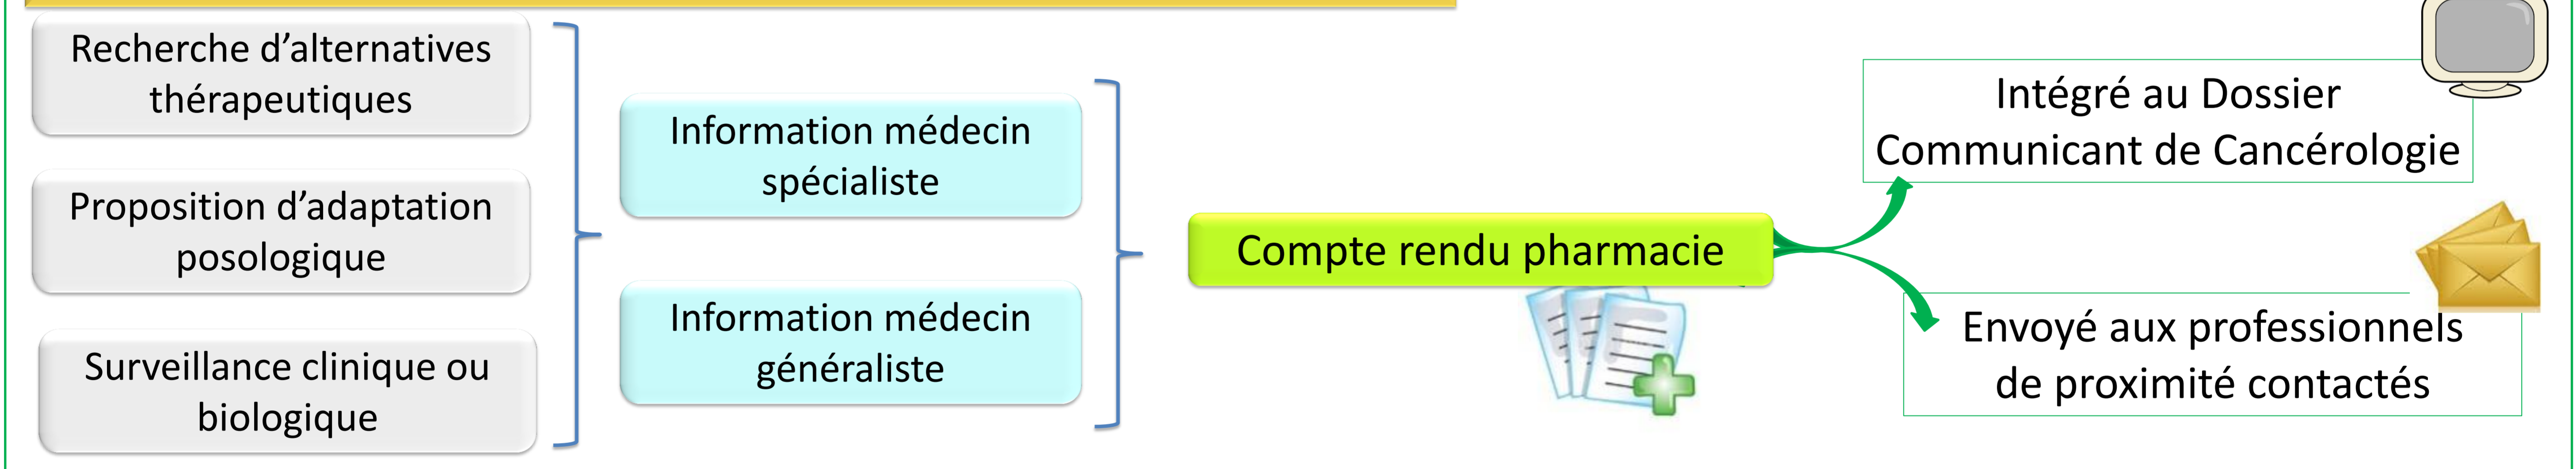 Recherche d’alternatives
thérapeutiques
Proposition d’adaptation
posologique
Surveillance clinique ou
biologique
Information médecin
spécialiste
Information médecin
généraliste
Compte rendu pharmacie
Intégré au Dossier
Communicant de Cancérologie
Envoyé aux professionnels
de proximité contactés